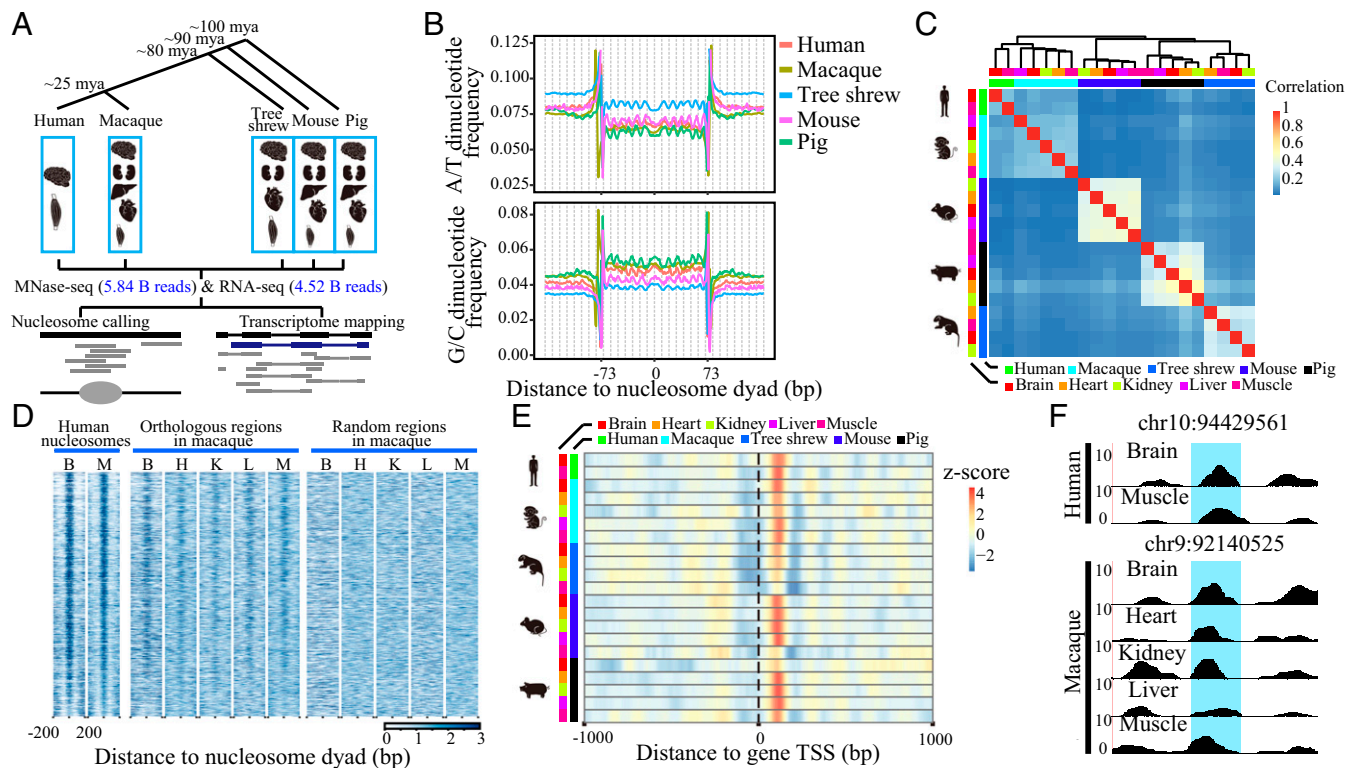 A
~100 mya
~90 mya
~80 mya
~25 mya
Human
Macaque
Tree shrew
Mouse
Pig
MNase-seq (5.84 B reads) & RNA-seq (4.52 B reads)
Nucleosome calling
Transcriptome mapping
B
A/T dinucleotide frequency
0.125
0.100
0.075
0.050
0.025
Human
Macaque
Tree shrew
Mouse
Pig
G/C dinucleotide frequency
0.08
0.06
0.04
0.02
0.00
-73
0
73
Distance to nucleosome dyad (bp)
C
Correlation
1
0.8
0.6
0.4
0.2
Human Macaque Tree shrew Mouse Pig
Brain Heart Kidney Liver Muscle
D
Human nucleosomes
Orthologous regions in macaque
Random regions in macaque
B M
B H K L M
B H K L M
-200 200
0 1 2 3
Distance to nucleosome dyad (bp)
E
Brain Heart Kidney Liver Muscle
Human Macaque Tree shrew Mouse Pig
z-score
4
2
0
−2
-1000
0
1000
Distance to gene TSS (bp)
F
chr10:94429561
Human
10
Brain
0
10
Muscle
0
chr9:92140525
Macaque
10
Brain
10
Heart
10
Kidney
10
Liver
10
Muscle
0